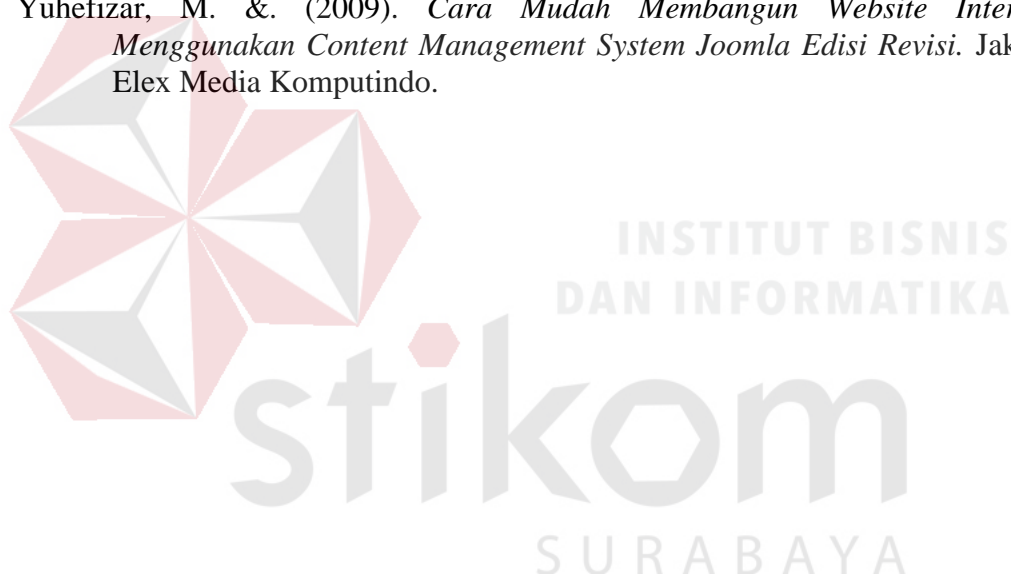 Yuhefizar, M. &. (2009). Cara Mudah Membangun Website Inter
Menggunakan Content Management System Joomla Edisi Revisi. Jak
Elex Media Komputindo.
INSTITUT BISNIS
DAN INFORMATIKA
stikom
SURABAYA